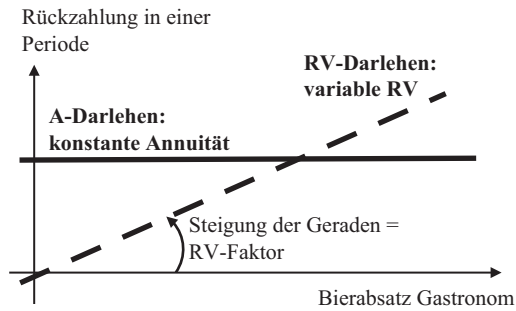 Rückzahlung in einer
Periode
RV-Darlehen:
variable RV
A-Darlehen:
konstante Annuität
Steigung der Geraden =
RV-Faktor
Bierabsatz Gastronom